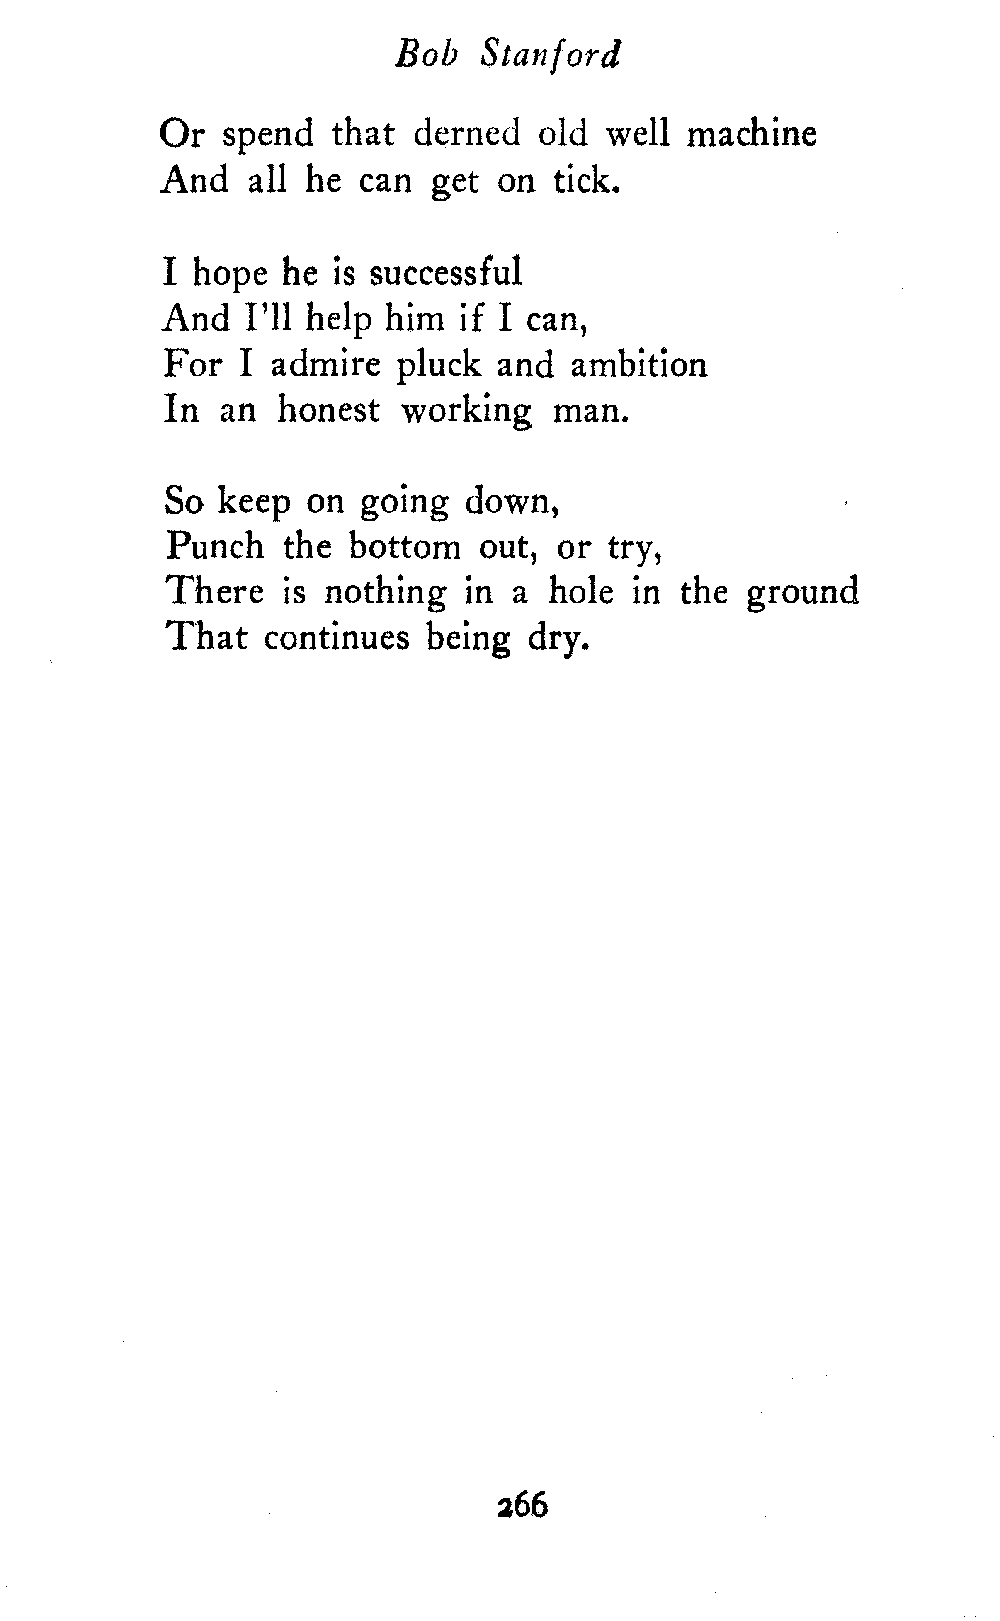 Bob Stanford
Or spend that derned old well machine
And all he can get on tick.
I hope he is successful
And I'll help him if I can,
For I admire pluck and ambition
In an honest working man.
So keep on going down,
Punch the bottom out, or try,
There is nothing in a hole in the ground
That continues being dry.
266